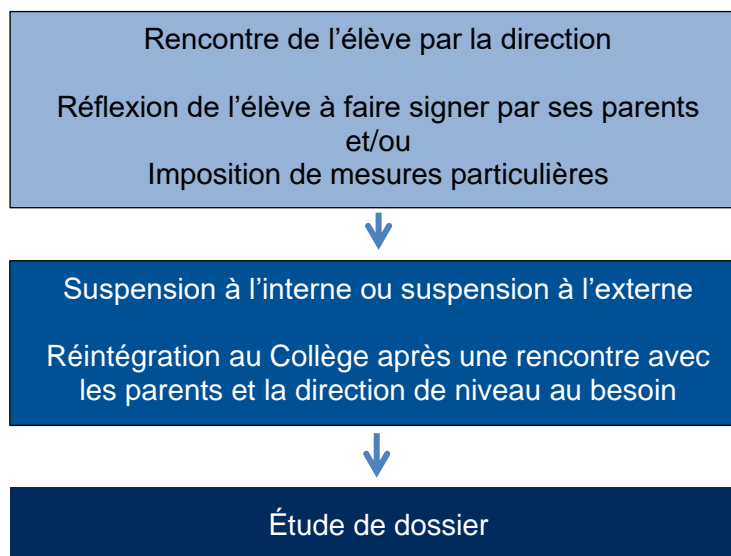 Rencontre de l’élève par la direction
Réflexion de l’élève à faire signer par ses parents
et/ou
Imposition de mesures particulières
Suspension à l’interne ou suspension à l’externe
Réintégration au Collège après une rencontre avec
les parents et la direction de niveau au besoin
Étude de dossier